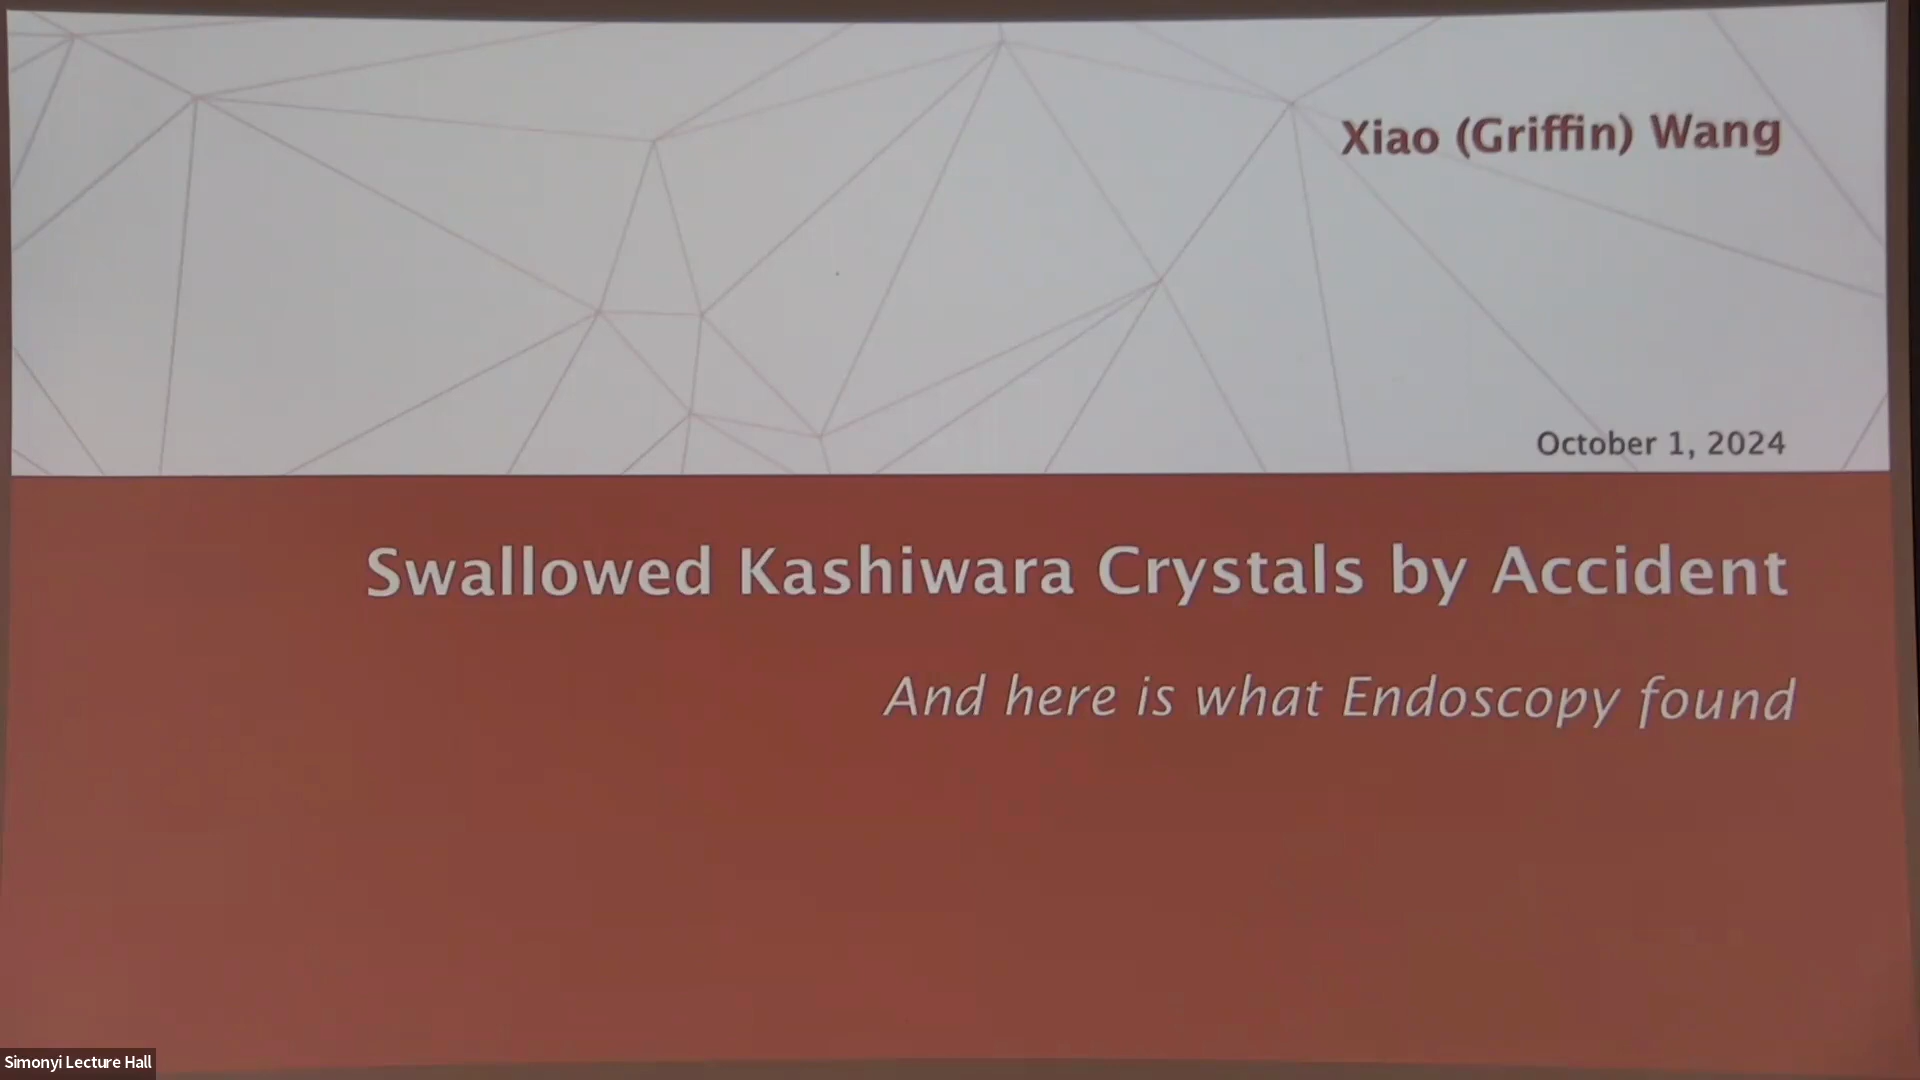 Xiao (Griffin) Wang
October 1, 2024
Swallowed Kashiwara Crystals by Accident
And here is what Endoscopy found
Simonyi Lecture Hall